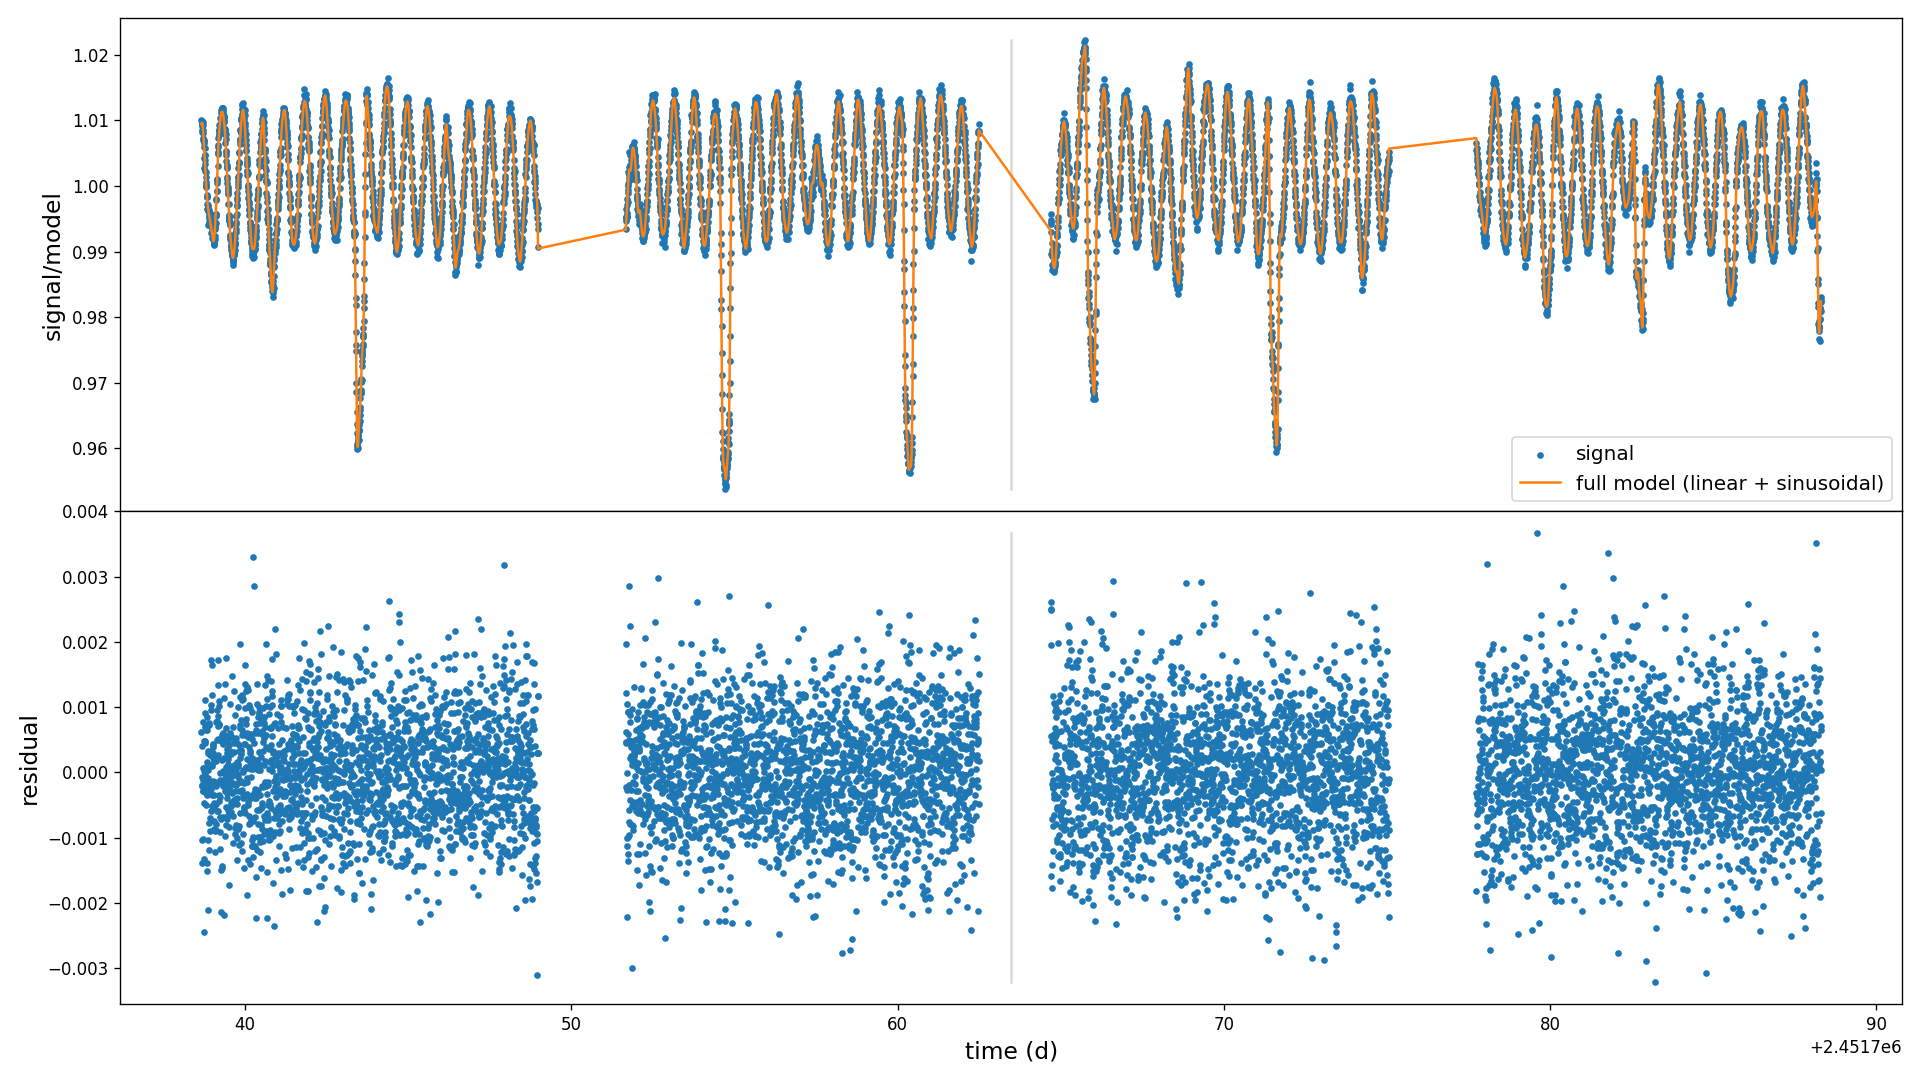 1.02
1.01
1.00
0.99
0.98
0.97
0.96
signal/model
signal
full model (linear + sinusoidal)
0.004
0.003
0.002
0.001
0.000
−0.001
−0.002
−0.003
residual
40 50 60 70 80 90
time (d)
+2.4517e6